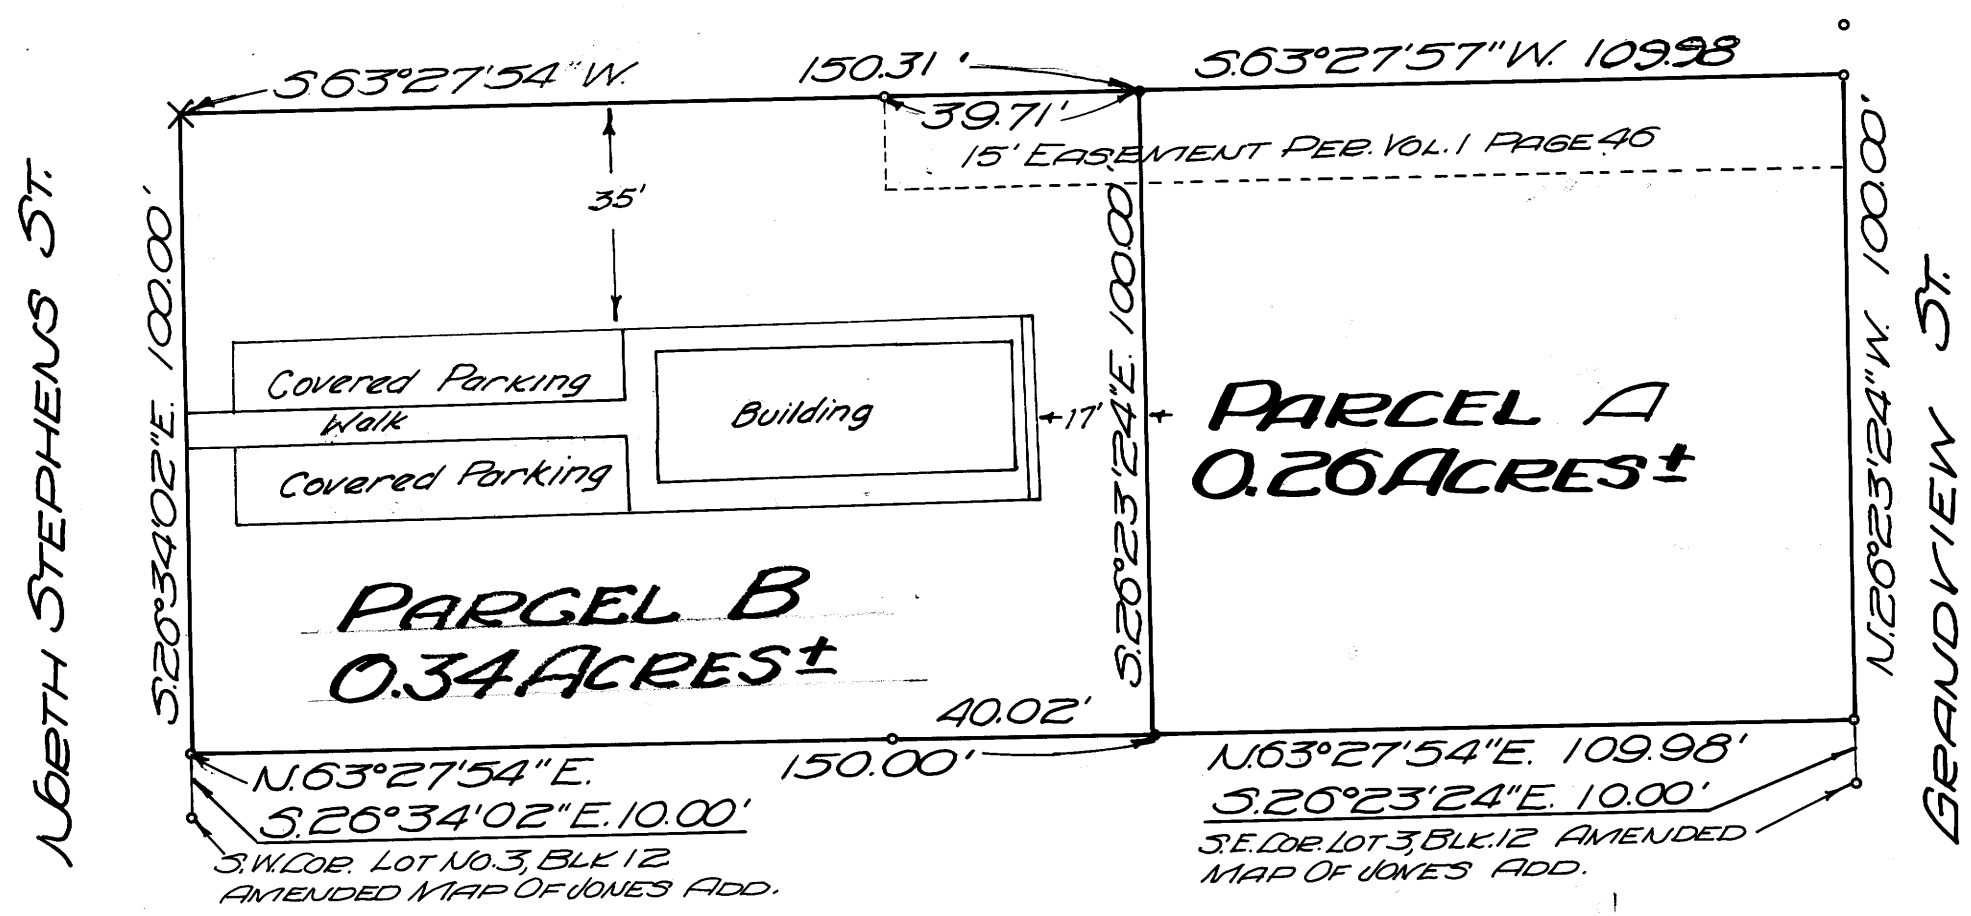 S.63°27'54"W.
150.31'
S.63°27'57"W. 109.98
39.71'
15' EASEMENT PER. VOL.1 PAGE 46
35'
NORTH STEPHENS ST.
S.26°34'02"E. 100.00'
Covered Parking
Walk
Covered Parking
Building
17'
S.26°23'24"E. 100.00'
PARCEL A
0.26 ACRES±
N.26°23'24"W. 100.00'
GRANDVIEW ST.
PARCEL B
0.34 ACRES±
40.02'
150.00'
N.63°27'54"E.
S.26°34'02"E. 10.00'
S.W. COR. LOT NO.3, BLK 12
AMENDED MAP OF JONES ADD.
N.63°27'54"E. 109.98'
S.26°23'24"E. 10.00'
S.E. COR. LOT 3, BLK.12 AMENDED
MAP OF JONES ADD.